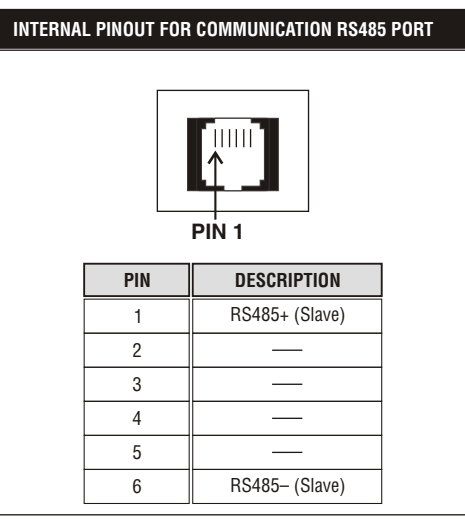 INTERNAL PINOUT FOR COMMUNICATION RS485 PORT
PIN 1
PIN DESCRIPTION
1 RS485+ (Slave)
2 —
3 —
4 —
5 —
6 RS485– (Slave)